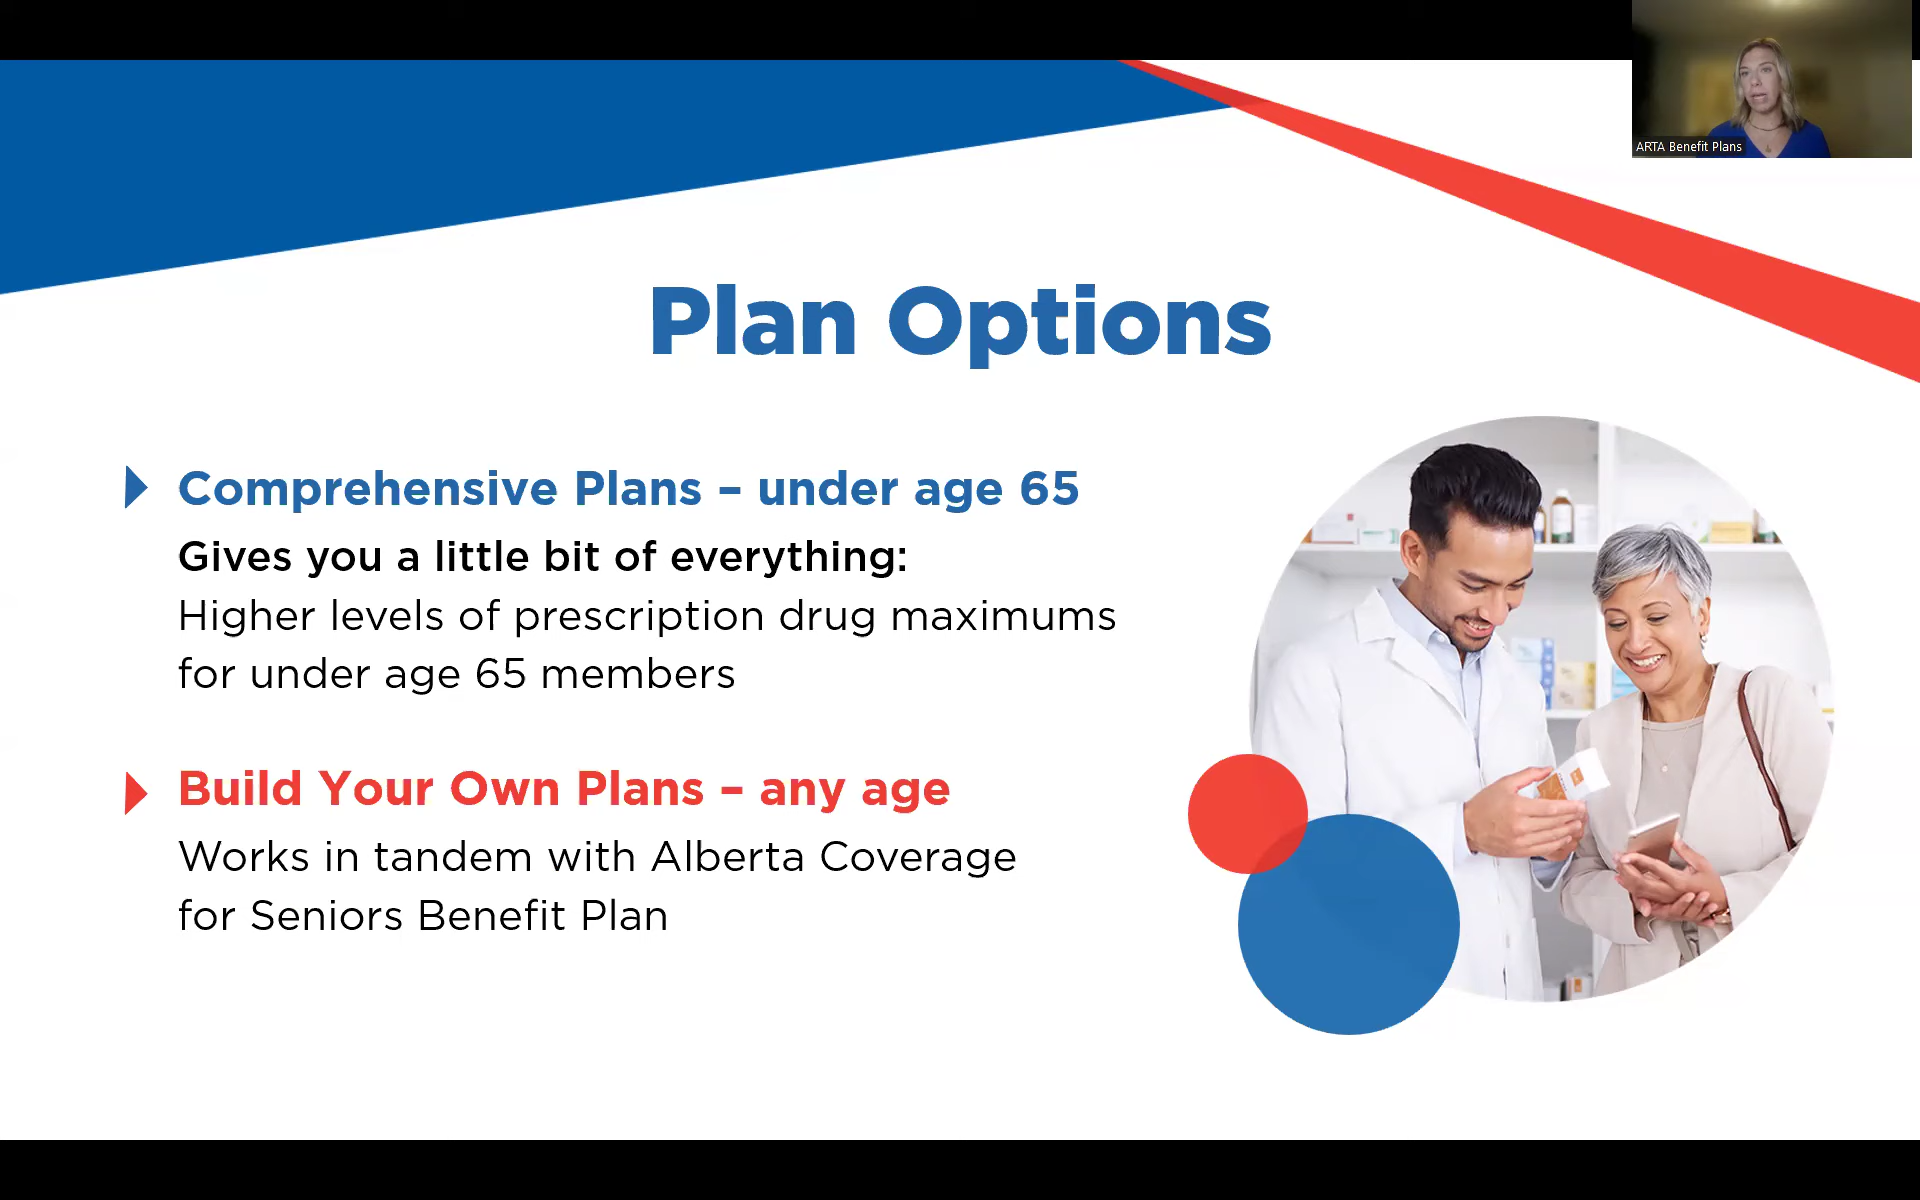 ARTA Benefit Plans
Plan Options
Comprehensive Plans – under age 65
Gives you a little bit of everything:
Higher levels of prescription drug maximums
for under age 65 members
Build Your Own Plans – any age
Works in tandem with Alberta Coverage
for Seniors Benefit Plan